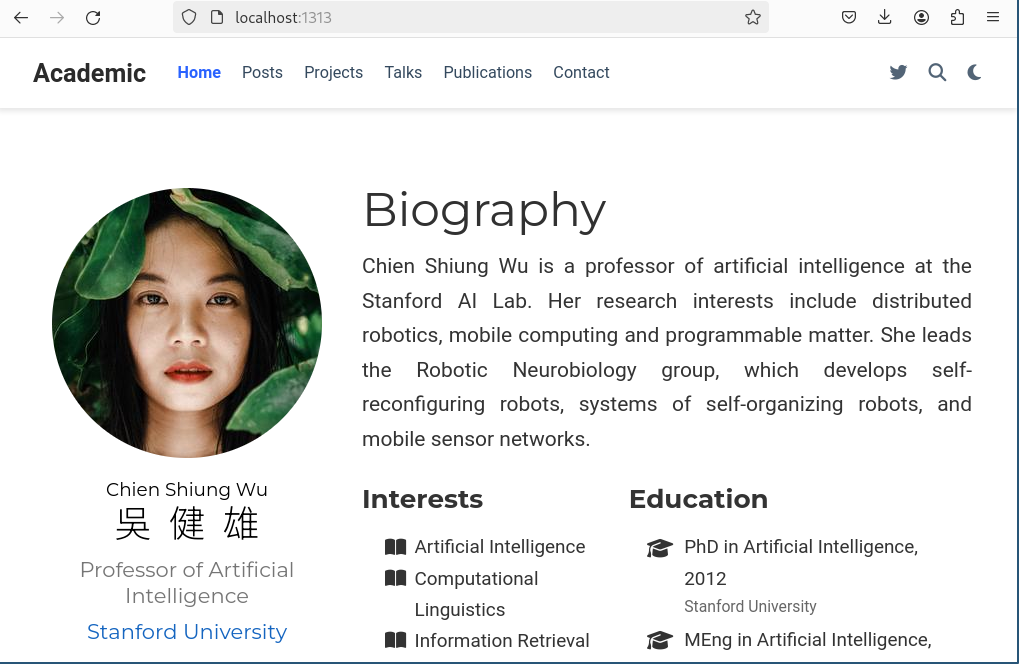 localhost:1313
Academic
Home Posts Projects Talks Publications Contact
Biography
Chien Shiung Wu is a professor of artificial intelligence at the
Stanford AI Lab. Her research interests include distributed
robotics, mobile computing and programmable matter. She leads
the Robotic Neurobiology group, which develops self-
reconfiguring robots, systems of self-organizing robots, and
mobile sensor networks.
Chien Shiung Wu
吳健雄
Professor of Artificial
Intelligence
Stanford University
Interests
Artificial Intelligence
Computational
Linguistics
Information Retrieval
Education
PhD in Artificial Intelligence,
2012
Stanford University
MEng in Artificial Intelligence,